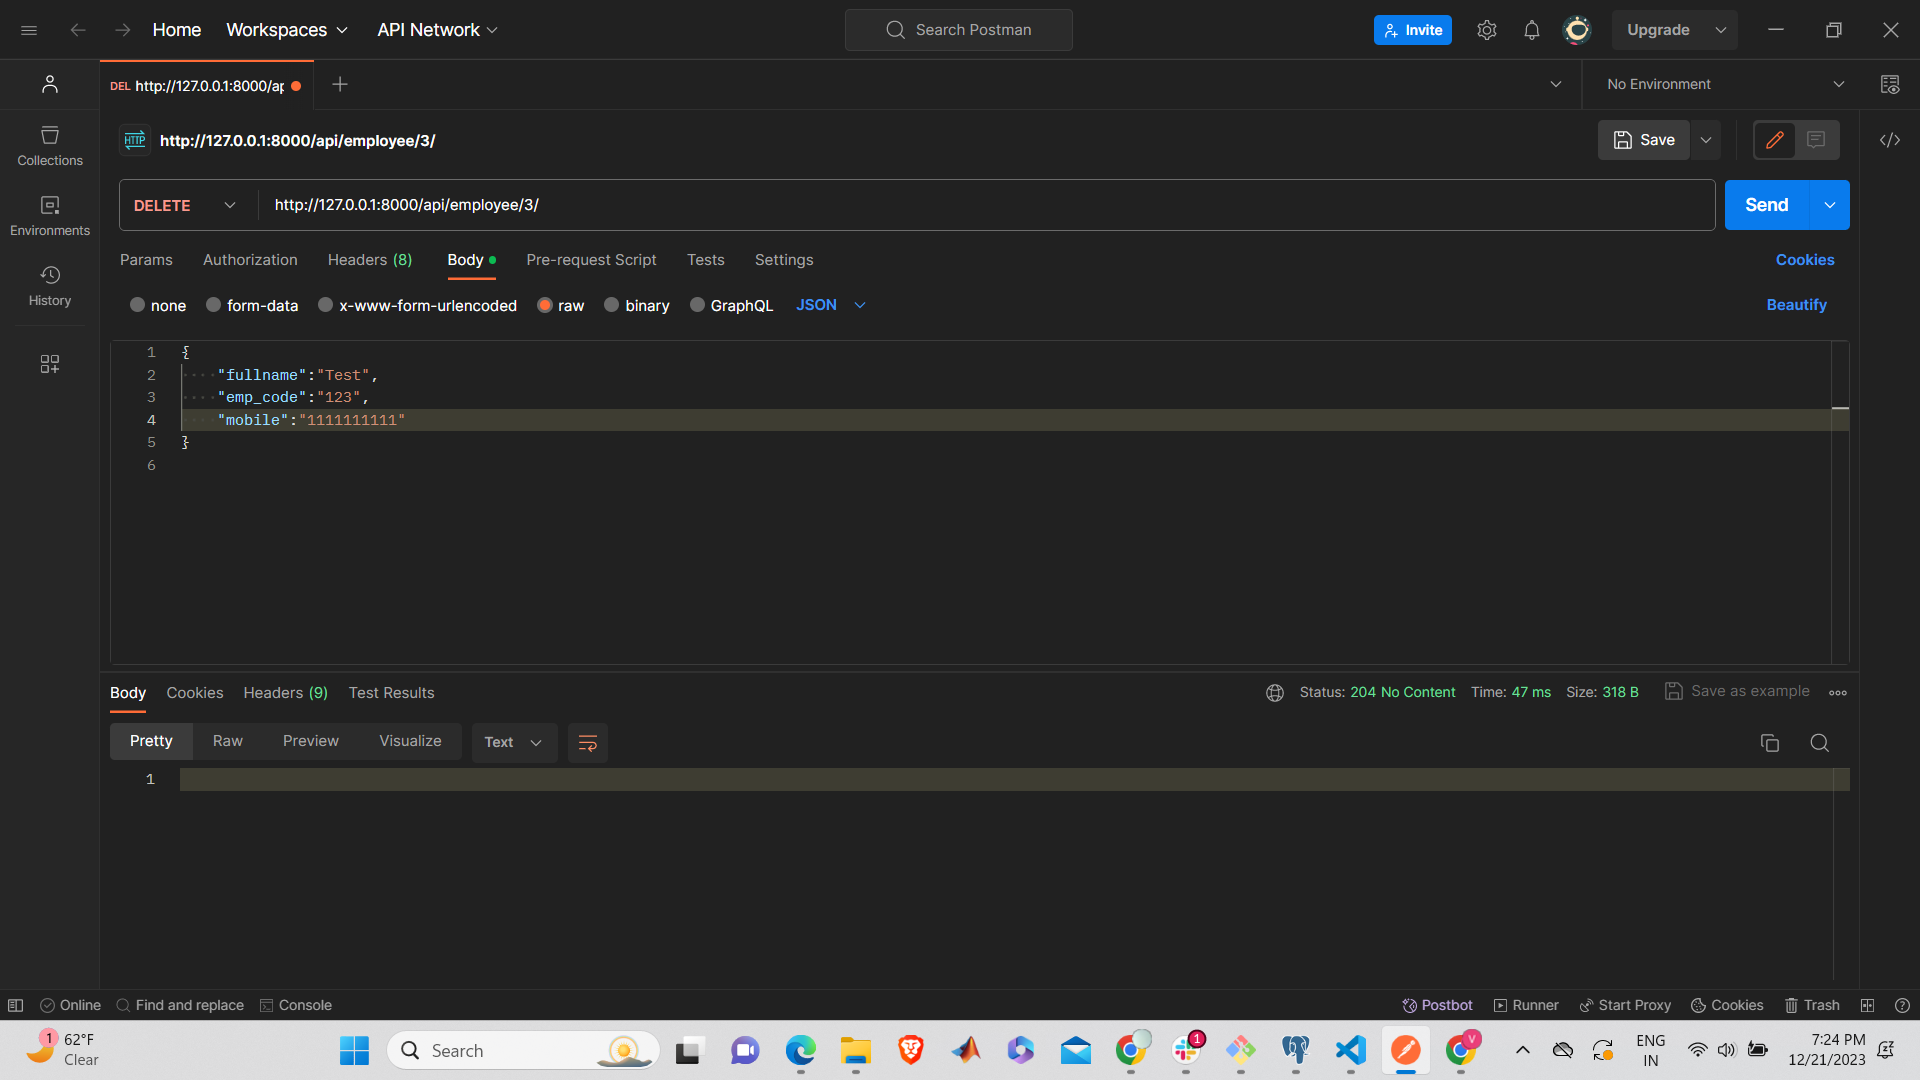 Home Workspaces API Network Search Postman Invite Upgrade
DEL http://127.0.0.1:8000/ap No Environment
HTTP http://127.0.0.1:8000/api/employee/3/ Save
Collections
DELETE http://127.0.0.1:8000/api/employee/3/ Send
Environments
Params Authorization Headers (8) Body Pre-request Script Tests Settings Cookies
History
none form-data x-www-form-urlencoded raw binary GraphQL JSON Beautify
1 {
2 "fullname":"Test",
3 "emp_code":"123",
4 "mobile":"1111111111"
5 }
6
Body Cookies Headers (9) Test Results Status: 204 No Content Time: 47 ms Size: 318 B Save as example
Pretty Raw Preview Visualize Text
1
Online Find and replace Console Postbot Runner Start Proxy Cookies Trash
1 62°F Search 1 V ENG 7:24 PM
Clear IN 12/21/2023